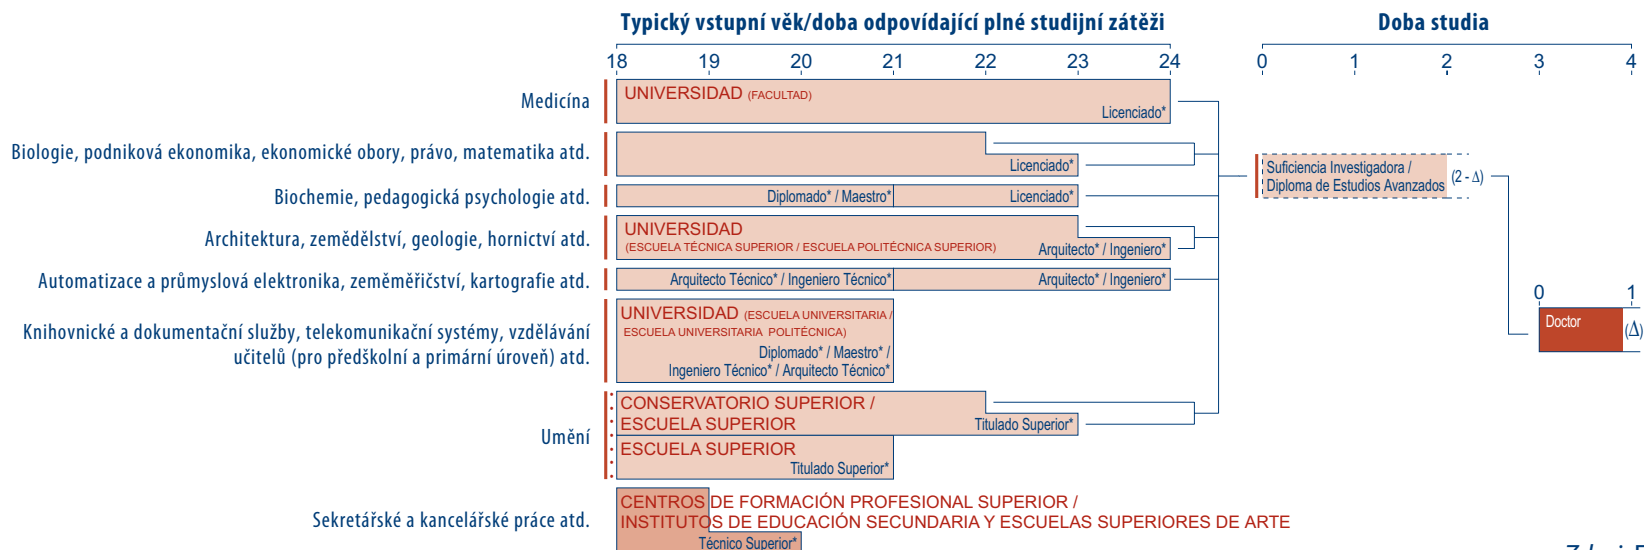 Typický vstupní věk/doba odpovídající plné studijní zátěži
Doba studia
18 19 20 21 22 23 24
0 1 2 3 4
Medicína
UNIVERSIDAD (FACULTAD)
Licenciado*
Biologie, podniková ekonomika, ekonomické obory, právo, matematika atd.
Licenciado*
Suficiencia Investigadora /
Diploma de Estudios Avanzados
(2 - Δ)
Biochemie, pedagogická psychologie atd.
Diplomado* / Maestro*
Licenciado*
Architektura, zemědělství, geologie, hornictví atd.
UNIVERSIDAD
(ESCUELA TÉCNICA SUPERIOR / ESCUELA POLITÉCNICA SUPERIOR)
Arquitecto* / Ingeniero*
Automatizace a průmyslová elektronika, zeměměřičství, kartografie atd.
Arquitecto Técnico* / Ingeniero Técnico*
Arquitecto* / Ingeniero*
0 1
Doctor
(Δ)
Knihovnické a dokumentační služby, telekomunikační systémy, vzdělávání
učitelů (pro předškolní a primární úroveň) atd.
UNIVERSIDAD (ESCUELA UNIVERSITARIA /
ESCUELA UNIVERSITARIA POLITÉCNICA)
Diplomado* / Maestro* /
Ingeniero Técnico* / Arquitecto Técnico*
Umění
CONSERVATORIO SUPERIOR /
ESCUELA SUPERIOR
Titulado Superior*
ESCUELA SUPERIOR
Titulado Superior*
Sekretářské a kancelářské práce atd.
CENTROS DE FORMACIÓN PROFESIONAL SUPERIOR /
INSTITUTOS DE EDUCACIÓN SECUNDARIA Y ESCUELAS SUPERIORES DE ARTE
Técnico Superior*